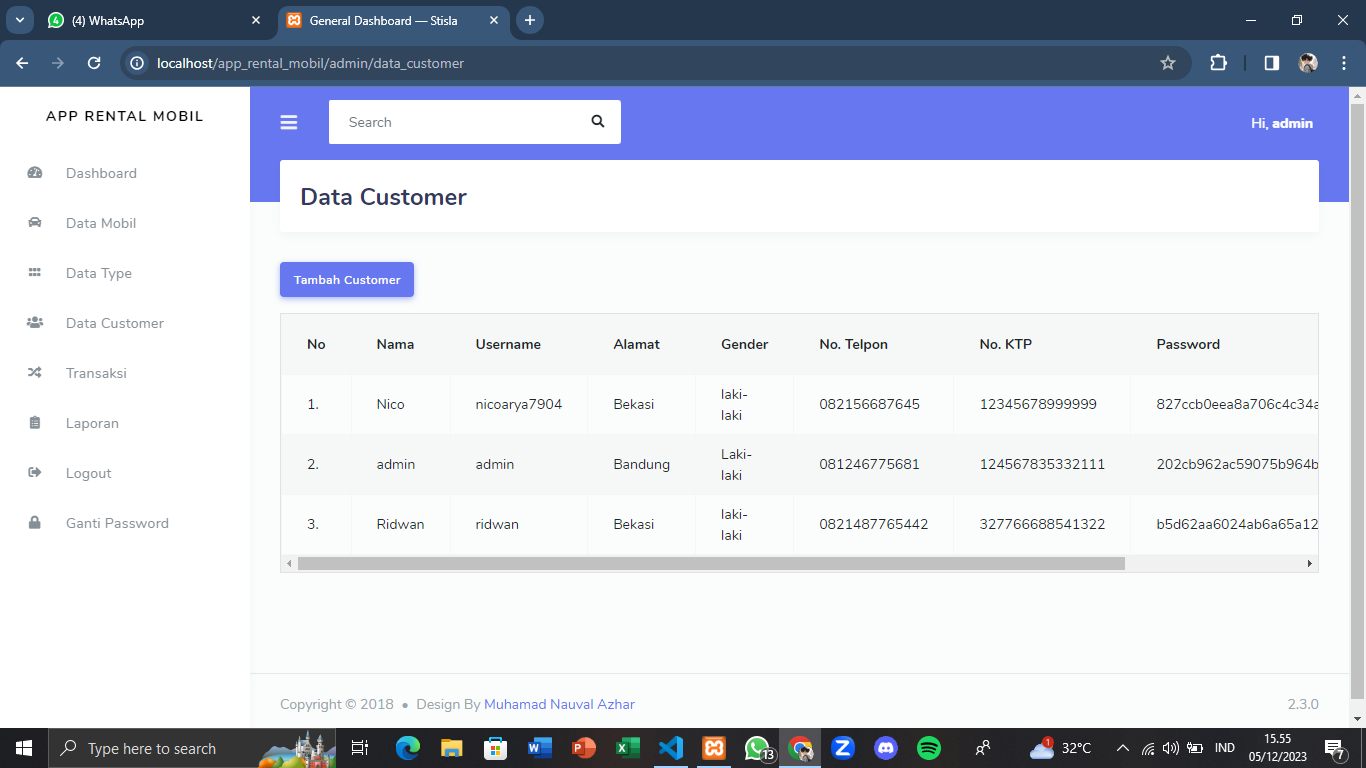 (4) WhatsApp
General Dashboard — Stisla
localhost/app_rental_mobil/admin/data_customer
APP RENTAL MOBIL
Search
Hi, admin
Dashboard
Data Mobil
Data Type
Data Customer
Transaksi
Laporan
Logout
Ganti Password
Data Customer
Tambah Customer
No Nama Username Alamat Gender No. Telpon No. KTP Password
1. Nico nicoarya7904 Bekasi laki-
laki 082156687645 12345678999999 827ccb0eea8a706c4c34a
2. admin admin Bandung Laki-
laki 081246775681 124567835332111 202cb962ac59075b964b
3. Ridwan ridwan Bekasi laki-
laki 0821487765442 327766688541322 b5d62aa6024ab6a65a12
Copyright © 2018 • Design By Muhamad Nauval Azhar
2.3.0
Type here to search
13
1
32°C
IND
15.55
05/12/2023
7